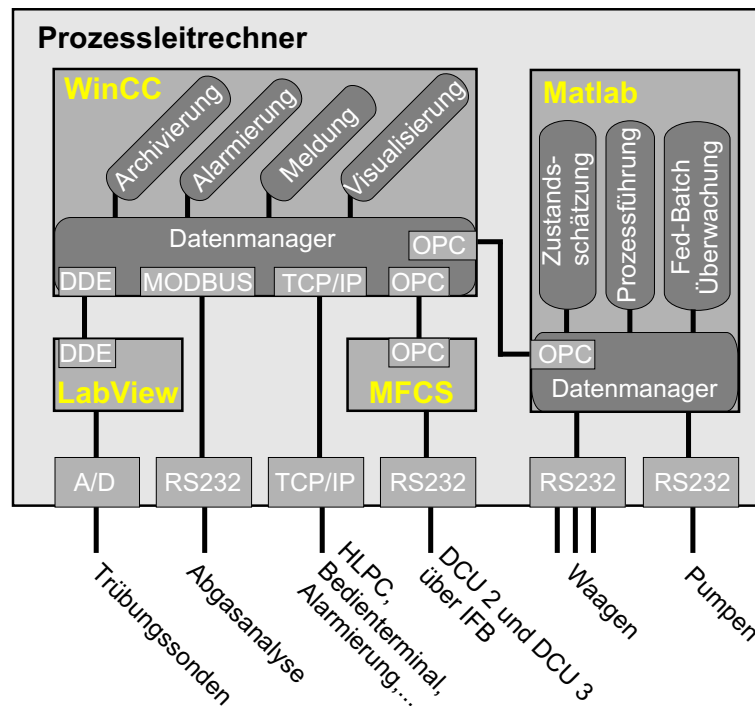 Prozessleitrechner
WinCC
Archivierung
Alarmierung
Meldung
Visualisierung
Datenmanager
OPC
DDE
MODBUS
TCP/IP
OPC
DDE
LabView
OPC
MFCS
Matlab
Zustands-
schätzung
Prozessführung
Fed-Batch
Überwachung
OPC
Datenmanager
A/D
RS232
TCP/IP
RS232
RS232
RS232
Trübungssonden
Abgasanalyse
HLPC,
Bedienterminal,
Alarmierung,...
DCU 2 und DCU 3
über IFB
Waagen
Pumpen